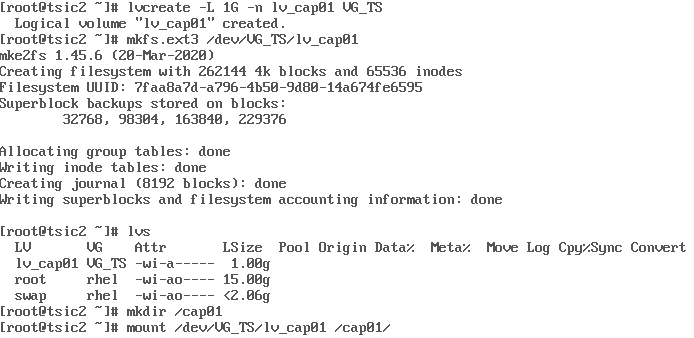 [root@tsic2 ~]# lvcreate -L 1G -n lv_cap01 VG_TS
  Logical volume "lv_cap01" created.
[root@tsic2 ~]# mkfs.ext3 /dev/VG_TS/lv_cap01
mke2fs 1.45.6 (20-Mar-2020)
Creating filesystem with 262144 4k blocks and 65536 inodes
Filesystem UUID: 7faa8a7d-a796-4b50-9d80-14a674fe6595
Superblock backups stored on blocks:
        32768, 98304, 163840, 229376

Allocating group tables: done
Writing inode tables: done
Creating journal (8192 blocks): done
Writing superblocks and filesystem accounting information: done

[root@tsic2 ~]# lvs
  LV       VG    Attr       LSize  Pool Origin Data%  Meta%  Move Log Cpy%Sync Convert
  lv_cap01 VG_TS -wi-a-----  1.00g
  root     rhel  -wi-ao---- 15.00g
  swap     rhel  -wi-ao---- <2.06g
[root@tsic2 ~]# mkdir /cap01
[root@tsic2 ~]# mount /dev/VG_TS/lv_cap01 /cap01/